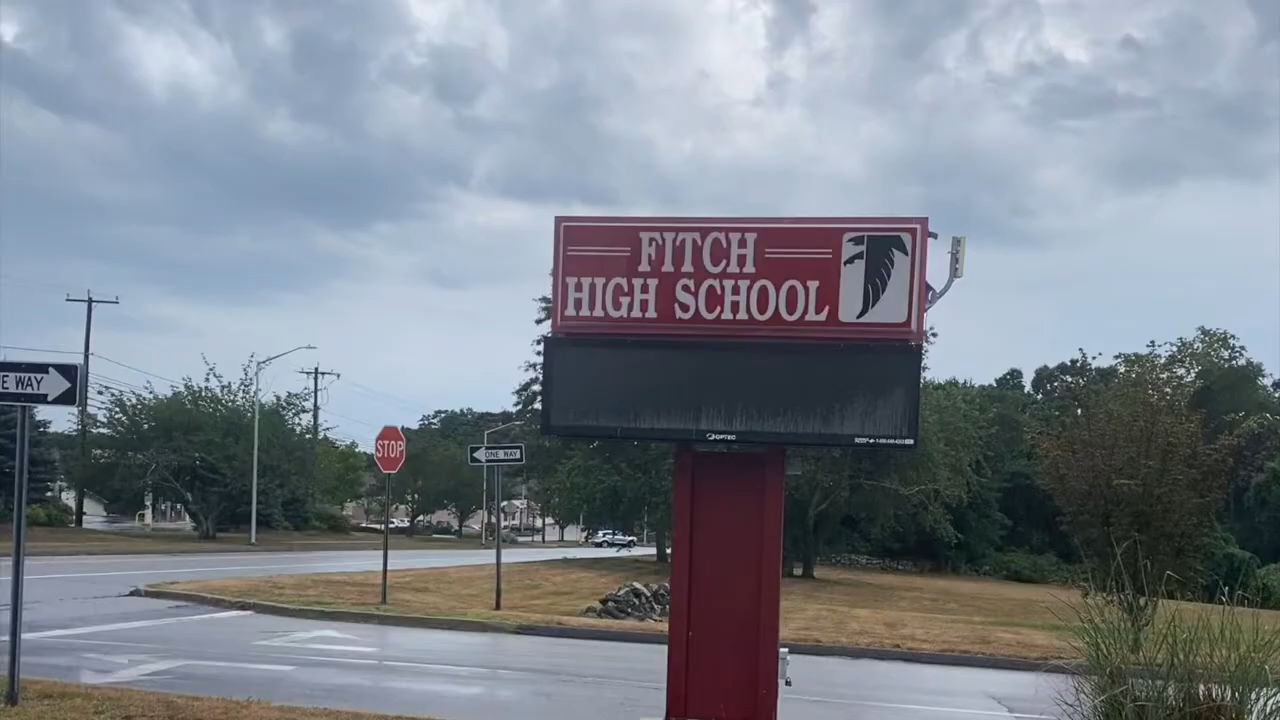 FITCH
HIGH SCHOOL
E WAY
STOP
ONE WAY
OPTEC